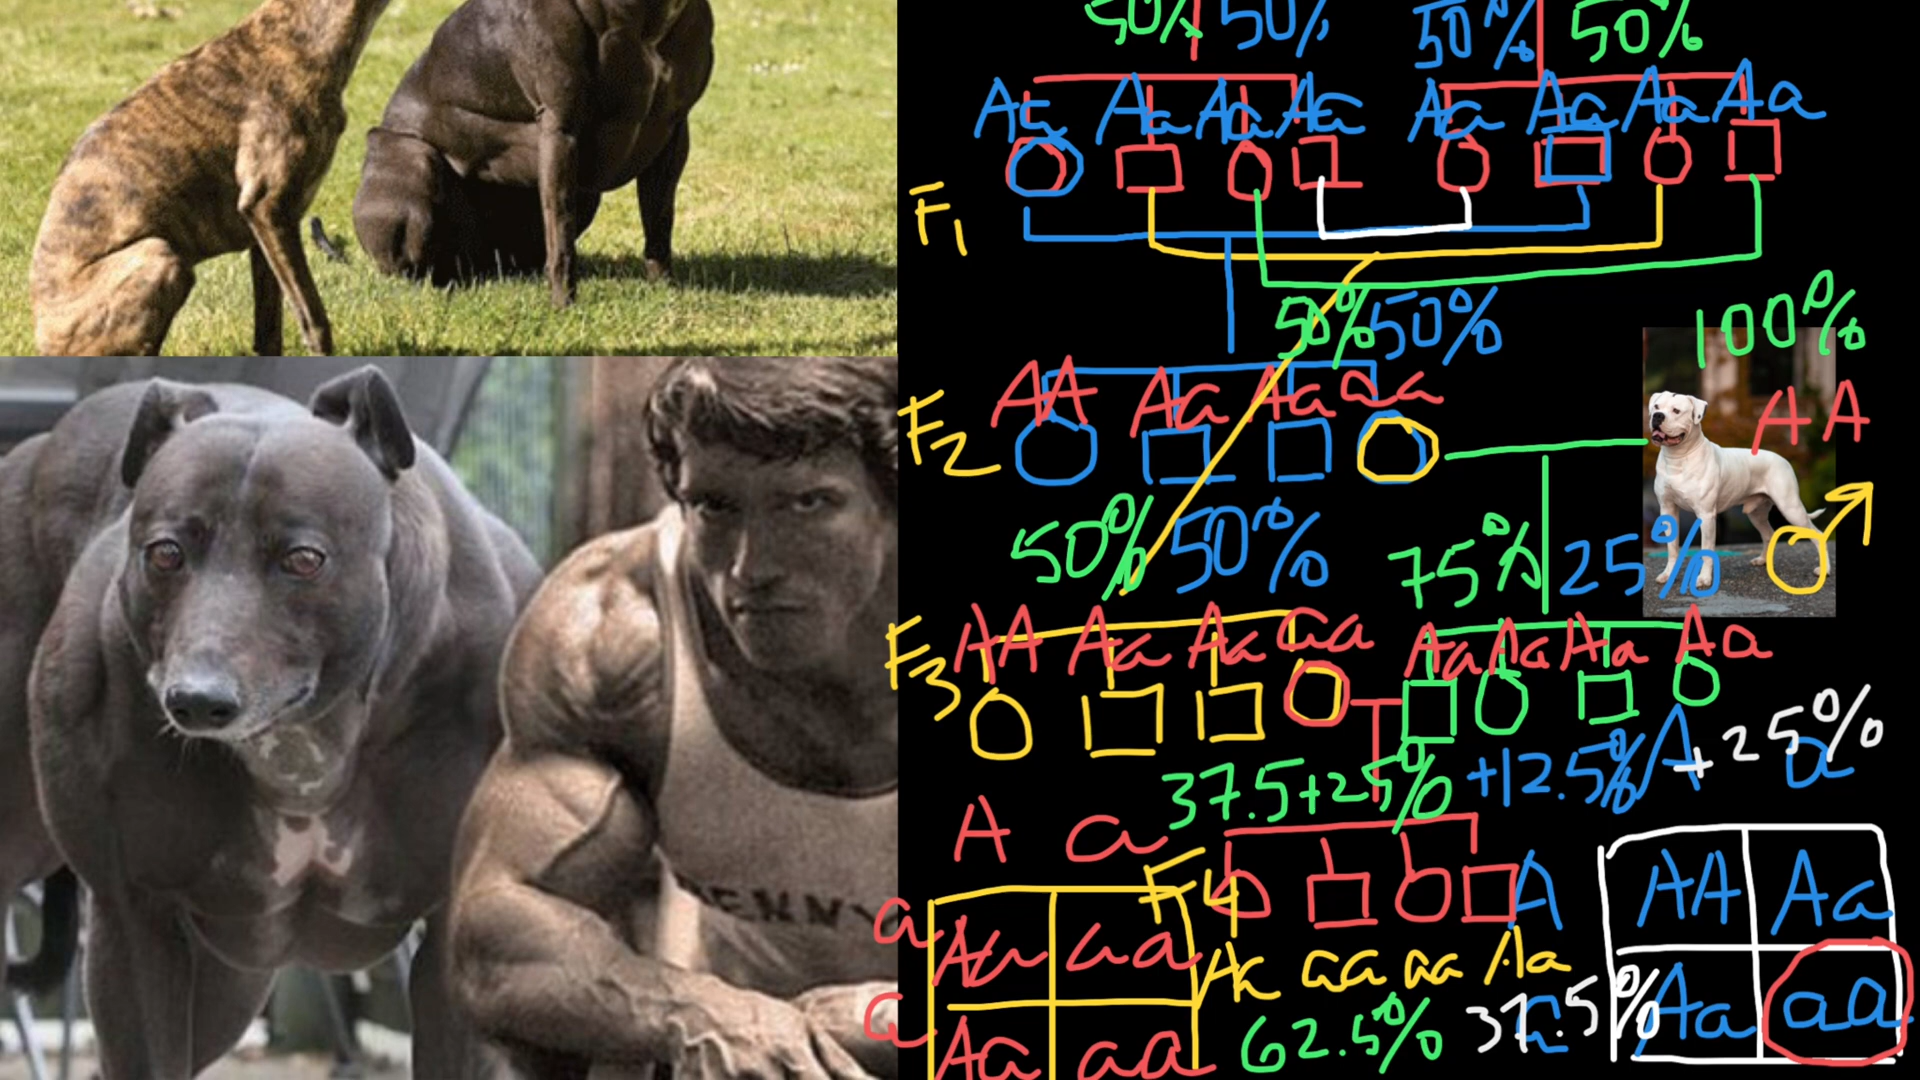 50% 50% 50% 50%
Aa Aa Aa Aa Aa Aa Aa Aa
F1
50% 50% 100%
AA Aa Aa aa AA
F2
50% 50% 75% 25%
F3 AA Aa Aa aa Aa Aa Aa Aa
37.5+25% +12.5% +25%
A a A a
F4
A AA Aa
a Aa aa
Aa aa aa Aa
a Aa aa
62.5% 37.5% a Aa aa
ENNY